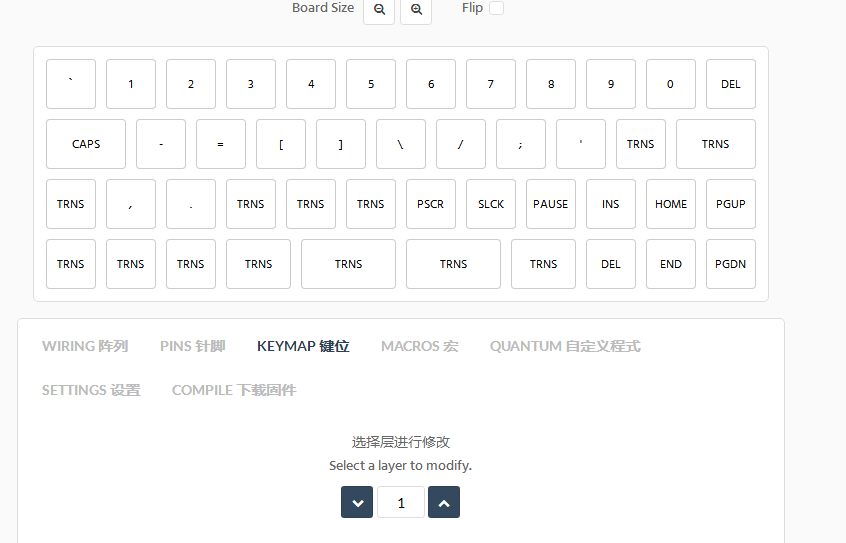 Board Size Flip
` 1 2 3 4 5 6 7 8 9 0 DEL
CAPS - = [ ] \ / ; ' TRNS TRNS
TRNS , . TRNS TRNS TRNS PSCR SLCK PAUSE INS HOME PGUP
TRNS TRNS TRNS TRNS TRNS TRNS TRNS DEL END PGDN
WIRING 阵列 PINS 针脚 KEYMAP 键位 MACROS 宏 QUANTUM 自定义程式
SETTINGS 设置 COMPILE 下载固件
选择层进行修改
Select a layer to modify.
1